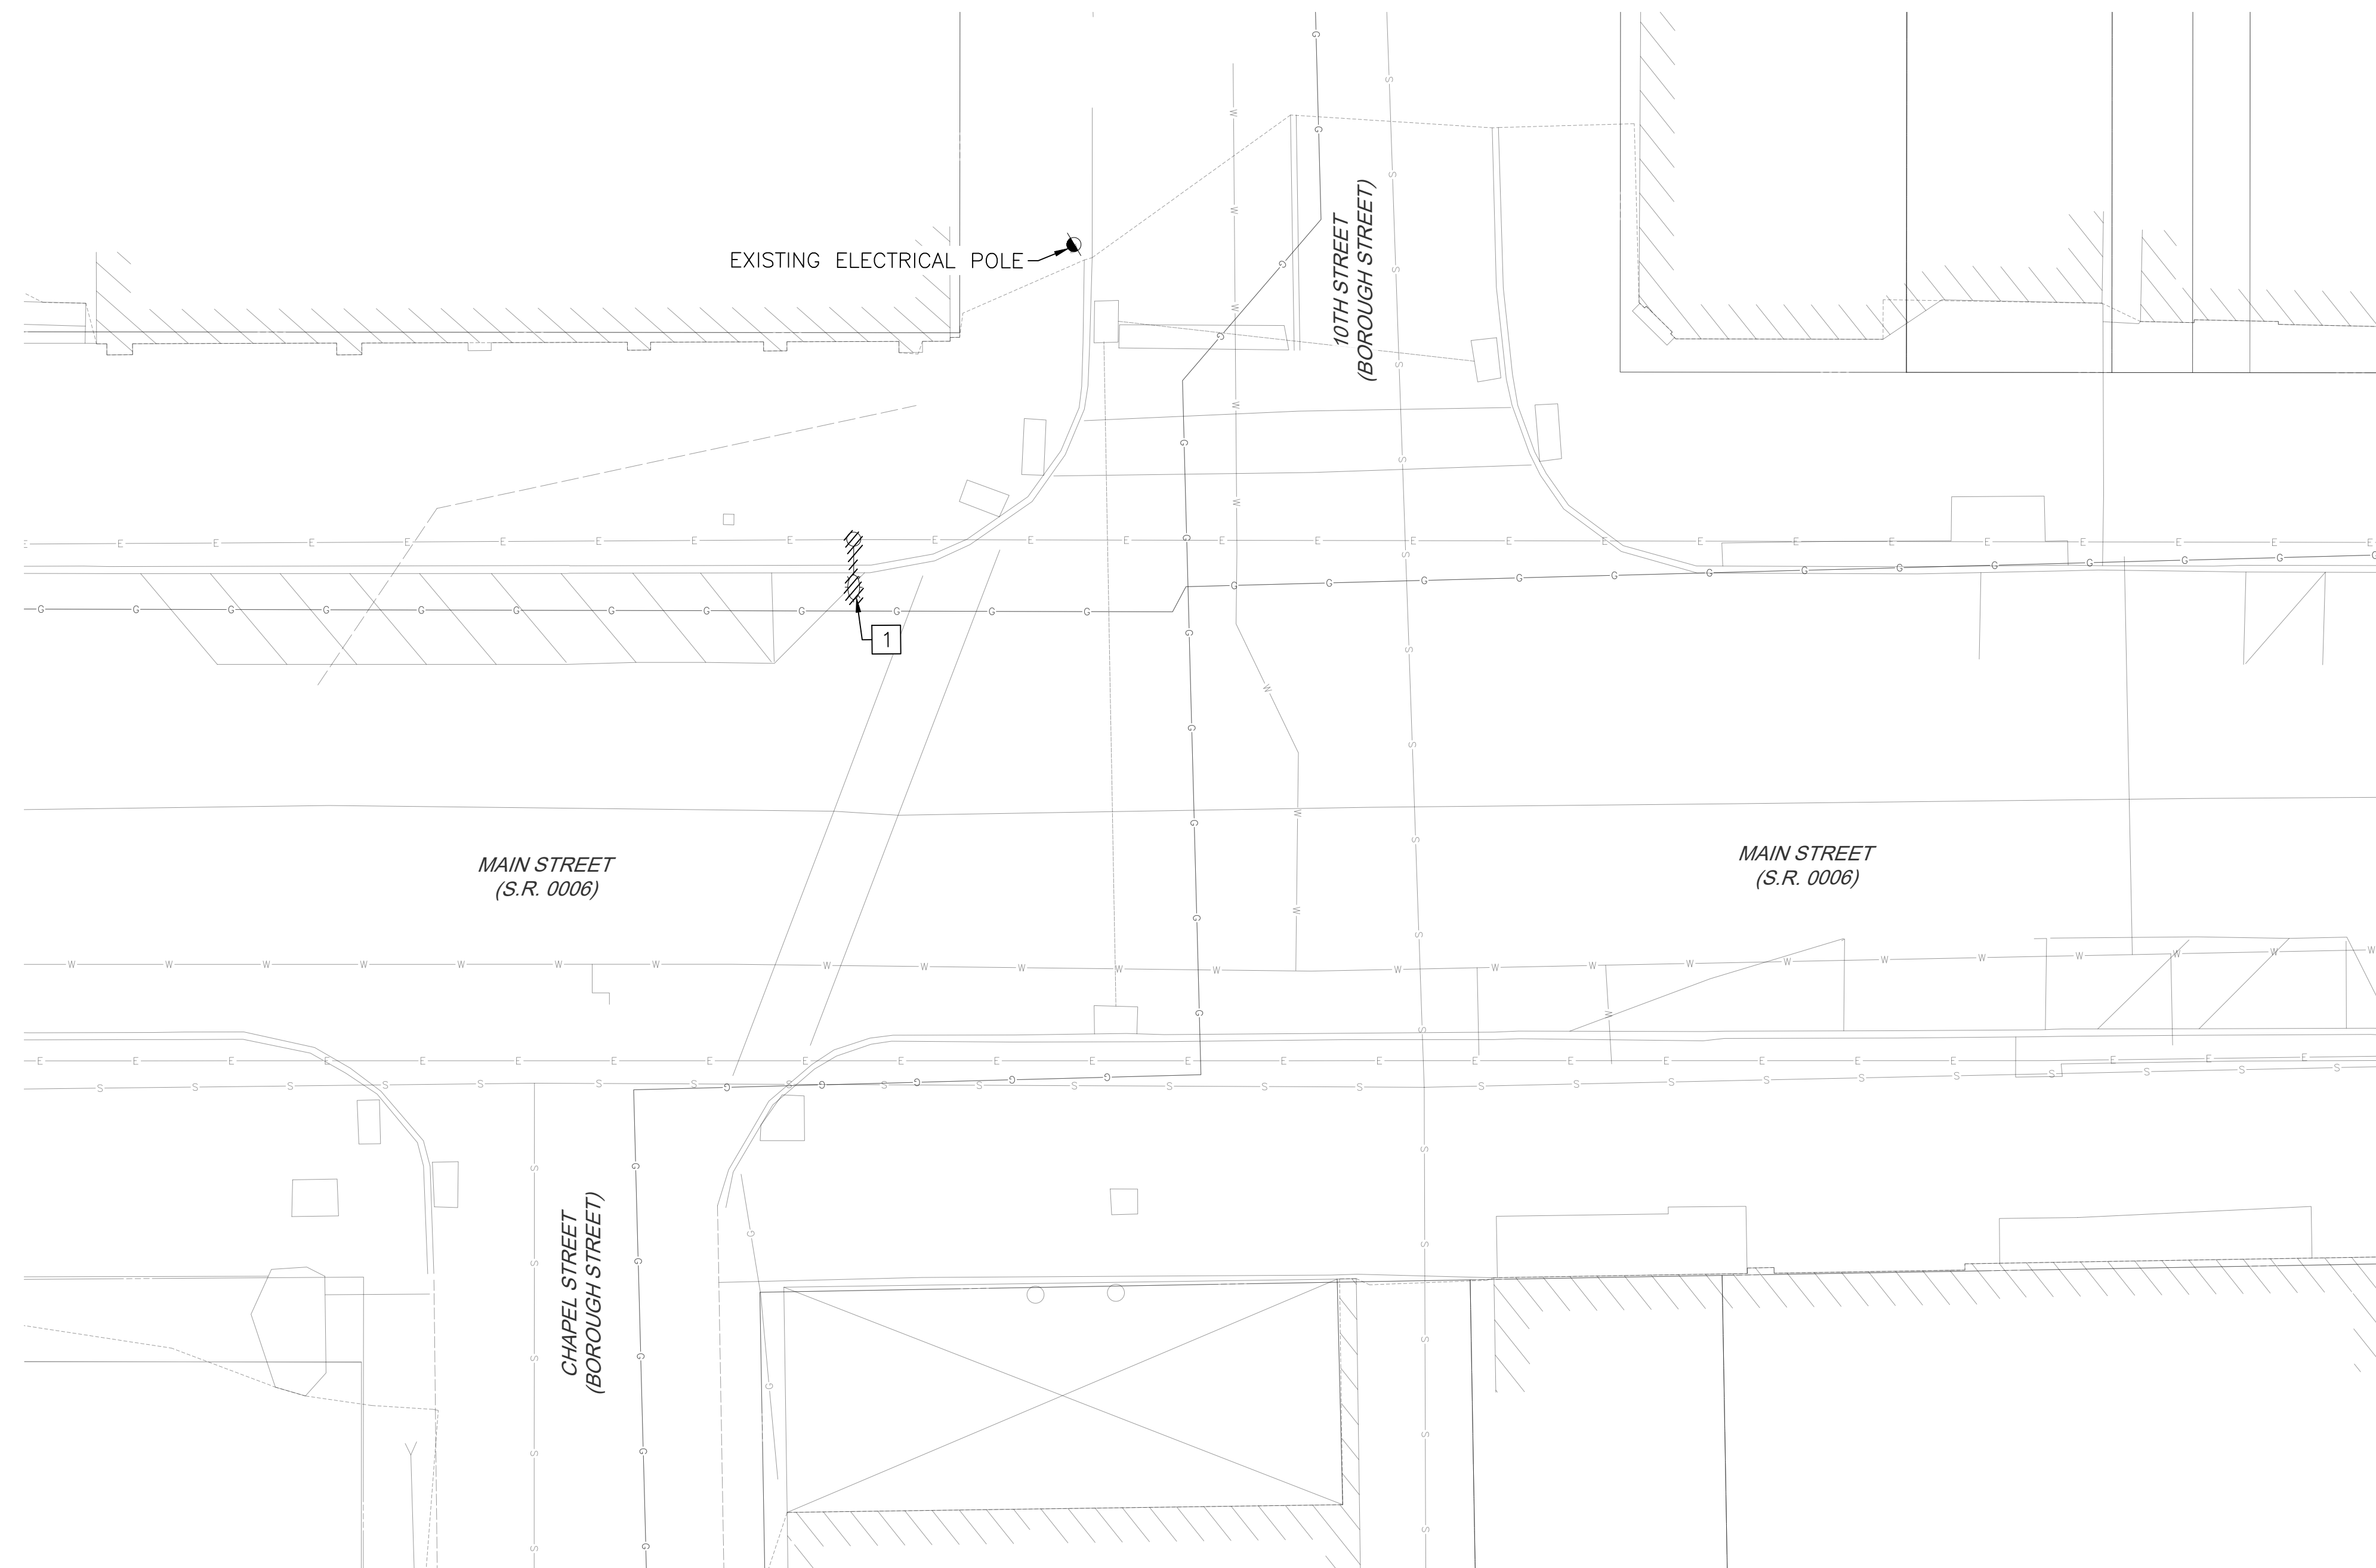 EXISTING ELECTRICAL POLE
10TH STREET
(BOROUGH STREET)
1
MAIN STREET
(S.R. 0006)
MAIN STREET
(S.R. 0006)
CHAPEL STREET
(BOROUGH STREET)